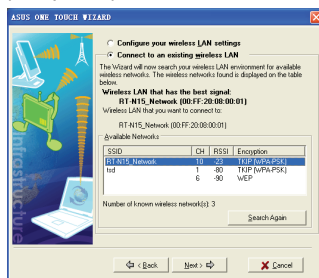 ASUS ONE TOUCH WIZARD
Configure your wireless LAN settings
Connect to an existing wireless LAN
The Wizard will now search your wireless LAN environment for available
wireless networks. The wireless networks found is displayed on the table
below.
Wireless LAN that has the best signal:
RT-N15_Network (00:FF:20:08:00:01)
Wireless LAN that you want to connect to:
RT-N15_Network (00:FF:20:08:00:01)
Available Networks
SSID CH RSSI Encryption
RT-N15_Network 10 -23 TKIP (WPA-PSK)
tsd 1 -80 TKIP (WPA-PSK)
6 -90 WEP
Number of known wireless network(s): 3
Search Again
< Back Next > Cancel
Infrastructure